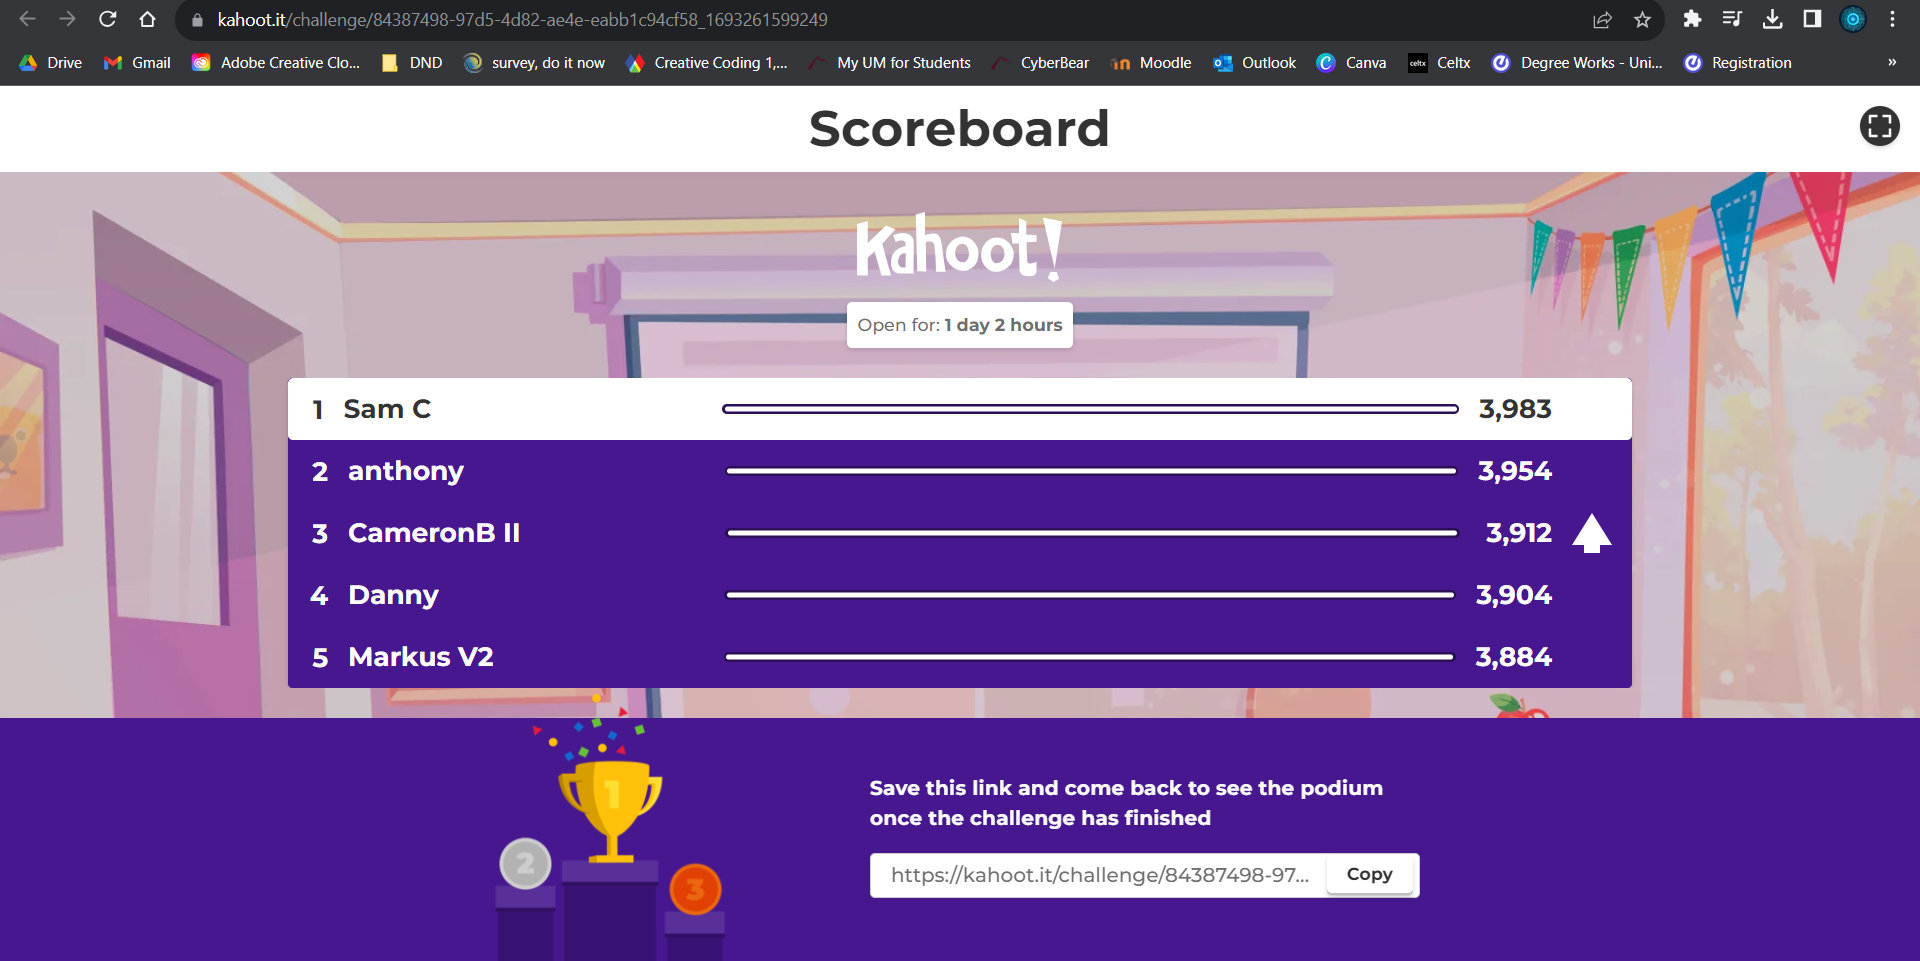 kahoot.it/challenge/84387498-97d5-4d82-ae4e-eabb1c94cf58_1693261599249
Drive Gmail Adobe Creative Clo... DND survey, do it now Creative Coding 1,... My UM for Students CyberBear Moodle Outlook Canva celtx Celtx Degree Works - Uni... Registration »
Scoreboard
Kahoot!
Open for: 1 day 2 hours
1 Sam C 3,983
2 anthony 3,954
3 CameronB II 3,912
4 Danny 3,904
5 Markus V2 3,884
1
2
3
Save this link and come back to see the podium
once the challenge has finished
https://kahoot.it/challenge/84387498-97... Copy